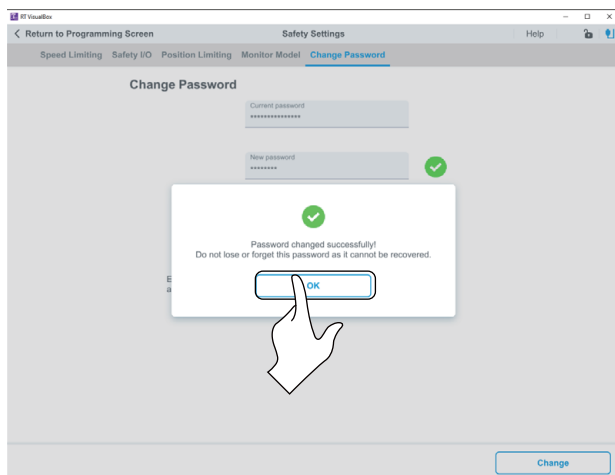 RT VisualBox
Return to Programming Screen Safety Settings Help
Speed Limiting Safety I/O Position Limiting Monitor Model Change Password
Change Password
Current password
***************
New password
********
Password changed successfully!
Do not lose or forget this password as it cannot be recovered.
OK
E
a
Change